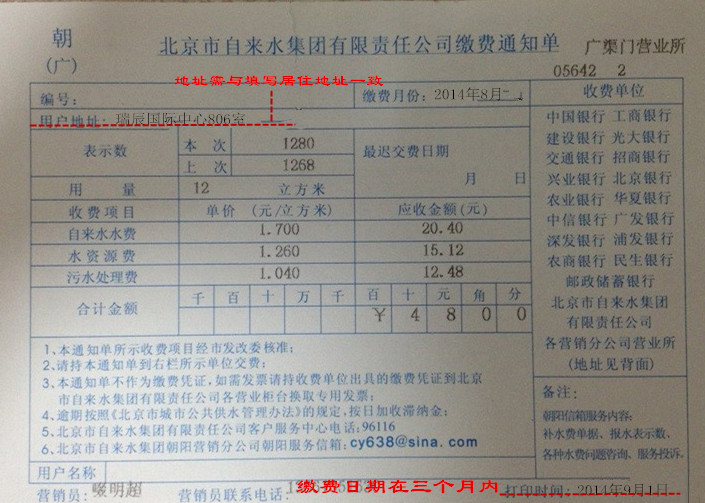 朝
(广)
北京市自来水集团有限责任公司缴费通知单
广渠门营业所
05642 2
地址需与填写居住地址一致
编号：
缴费月份：2014年8月
收费单位
用户地址：瑞辰国际中心806室
表示数
本次 1280
上次 1268
最迟交费日期
月 日
用量 12 立方米
收费项目 单价（元/立方米） 应收金额(元)
自来水水费 1.700 20.40
水资源费 1.260 15.12
污水处理费 1.040 12.48
合计金额
千 百 十 万 千 百 十 元 角 分
¥ 4 8 0 0
中国银行 工商银行
建设银行 光大银行
交通银行 招商银行
兴业银行 北京银行
农业银行 华夏银行
中信银行 广发银行
深发银行 浦发银行
农商银行 民生银行
邮政储蓄银行
北京市自来水集团
有限责任公司
各营销分公司营业所
(地址见背面)
1、本通知单所示收费项目经市发改委核准；
2、请持本通知单到右栏所示单位交费；
3、本通知单不作为缴费凭证，如需发票请持收费单位出具的缴费凭证到北京
市自来水集团有限责任公司各营业柜台换取专用发票；
4、逾期按照《北京市城市公共供水管理办法》的规定，按日加收滞纳金；
5、北京市自来水集团有限责任公司客户服务中心电话：96116
6、北京市自来水集团朝阳营销分公司朝阳服务信箱：cy638@sina.com
备注：
朝阳信箱服务内容：
补水费单据、报水表示数、
各种水费问题咨询、服务投诉。
用户名称
营销员： 明超
营销员联系电话：
缴费日期在三个月内
打印时间：2014年9月1日